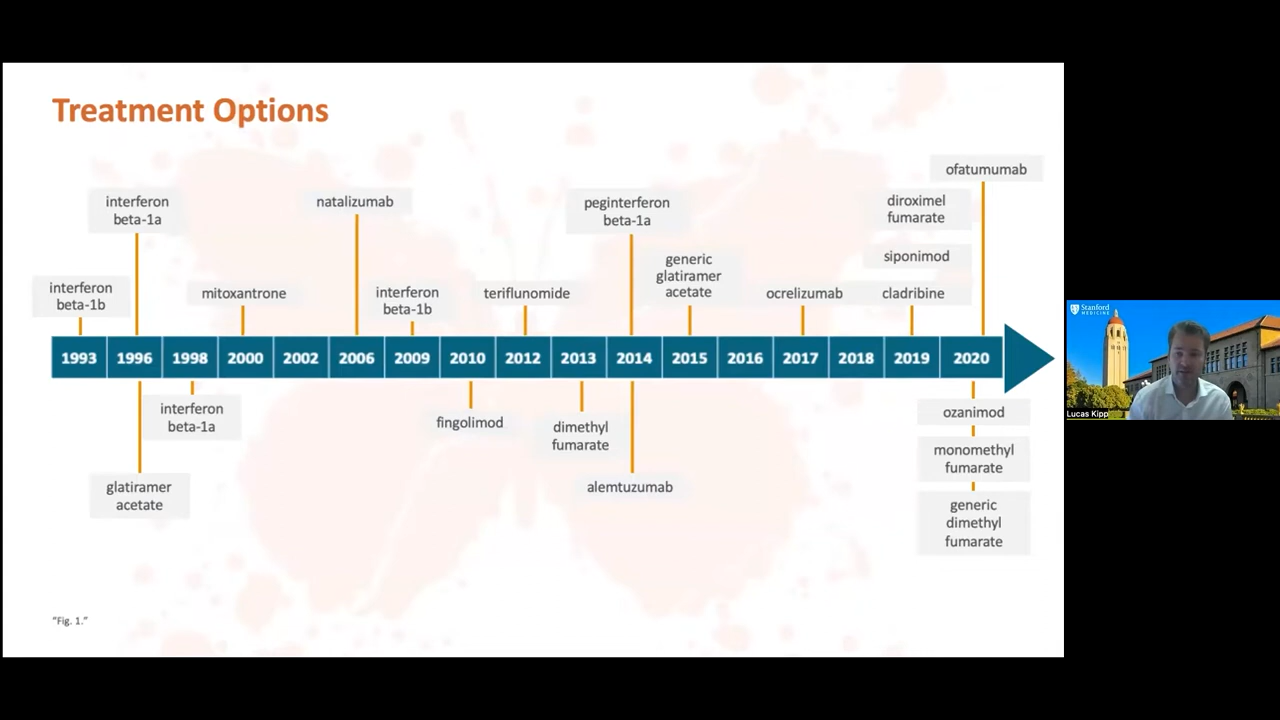 Treatment Options
ofatumumab
interferon
beta-1a
natalizumab
peginterferon
beta-1a
diroximel
fumarate
siponimod
interferon
beta-1b
mitoxantrone
interferon
beta-1b
teriflunomide
generic
glatiramer
acetate
ocrelizumab
cladribine
1993 1996 1998 2000 2002 2006 2009 2010 2012 2013 2014 2015 2016 2017 2018 2019 2020
interferon
beta-1a
fingolimod
dimethyl
fumarate
ozanimod
monomethyl
fumarate
glatiramer
acetate
alemtuzumab
generic
dimethyl
fumarate
"Fig. 1."
Stanford
MEDICINE
Lucas Kipp